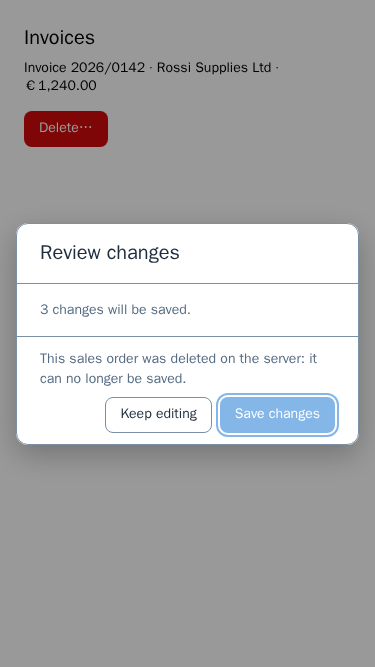 Invoices
Invoice 2026/0142 · Rossi Supplies Ltd ·
€ 1,240.00
Delete…
Review changes
3 changes will be saved.
This sales order was deleted on the server: it
can no longer be saved.
Keep editing
Save changes